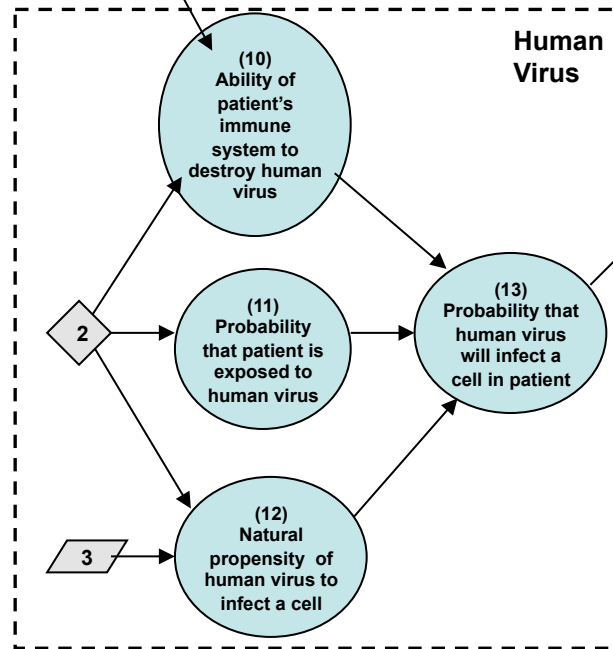 Human
Virus
(10)
Ability of
patient's
immune
system to
destroy human
virus
2
(11)
Probability
that patient is
exposed to
human virus
(13)
Probability that
human virus
will infect a
cell in patient
3
(12)
Natural
propensity of
human virus to
infect a cell